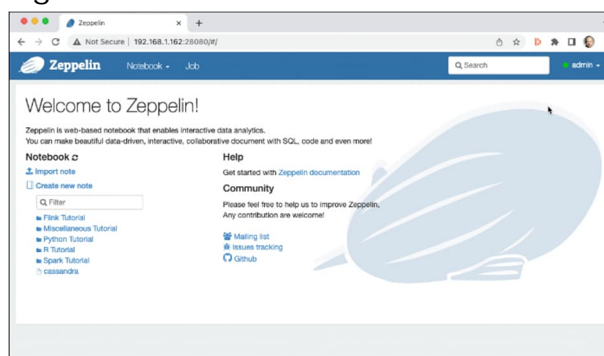 Zeppelin
Not Secure | 192.168.1.162:28080/#/
Zeppelin
Notebook
Job
Search
admin
Welcome to Zeppelin!
Zeppelin is web-based notebook that enables interactive data analytics.
You can make beautiful data-driven, interactive, collaborative document with SQL, code and even more!
Notebook
Import note
Create new note
Filter
Flink Tutorial
Miscellaneous Tutorial
Python Tutorial
R Tutorial
Spark Tutorial
cassandra
Help
Get started with Zeppelin documentation
Community
Please feel free to help us to improve Zeppelin,
Any contribution are welcome!
Mailing list
Issues tracking
Github